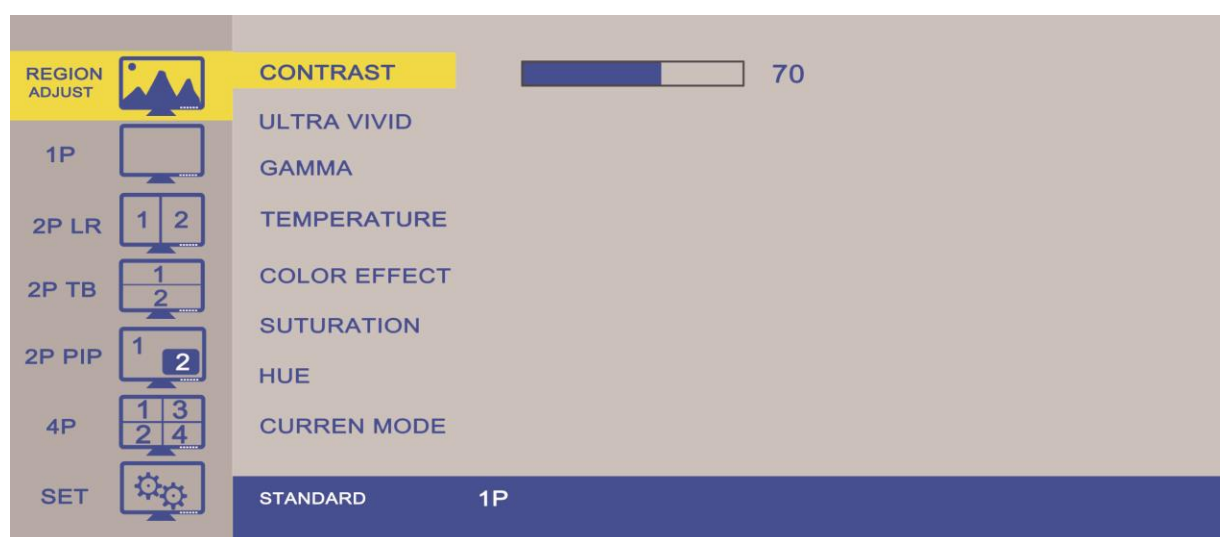 REGION
ADJUST
1P
2P LR
1 2
2P TB
1
2
2P PIP
1
2
4P
1 3
2 4
SET
CONTRAST 70
ULTRA VIVID
GAMMA
TEMPERATURE
COLOR EFFECT
SUTURATION
HUE
CURREN MODE
STANDARD 1P